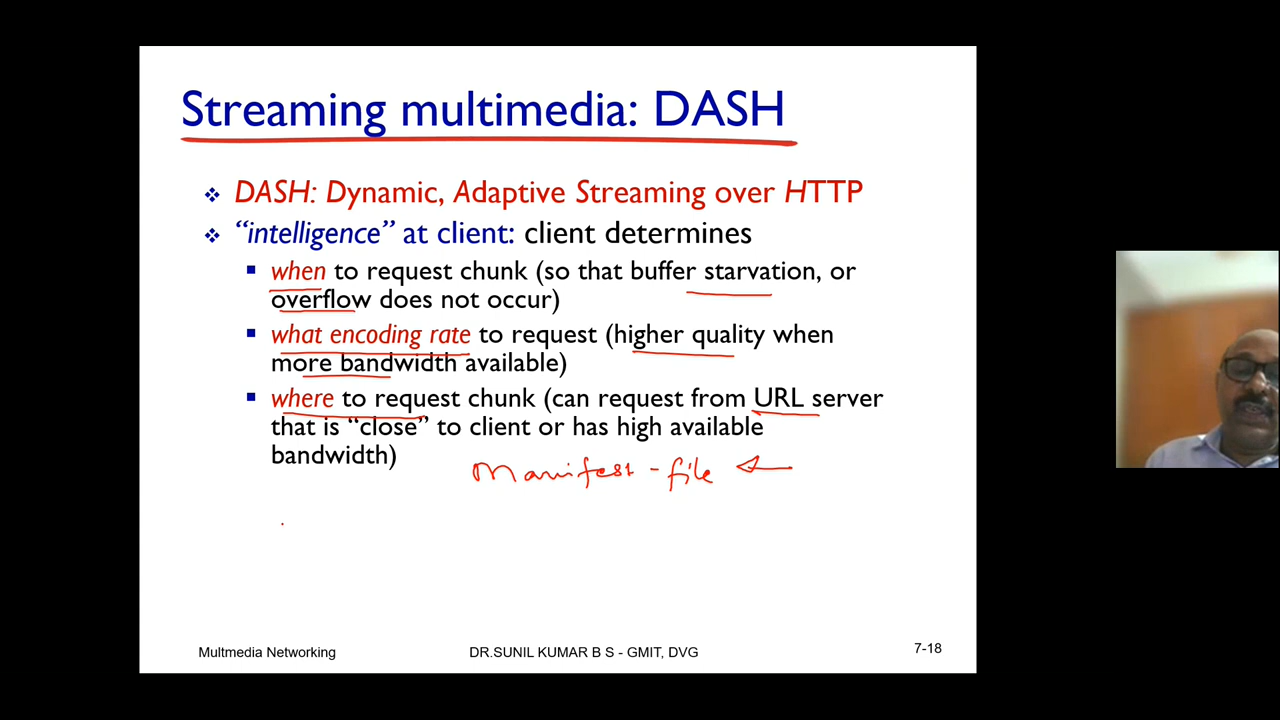 Streaming multimedia: DASH
❖ DASH: Dynamic, Adaptive Streaming over HTTP
❖ “intelligence” at client: client determines
▪ when to request chunk (so that buffer starvation, or
overflow does not occur)
▪ what encoding rate to request (higher quality when
more bandwidth available)
▪ where to request chunk (can request from URL server
that is “close” to client or has high available
bandwidth)
Manifest - file
Multmedia Networking
DR.SUNIL KUMAR B S - GMIT, DVG
7-18